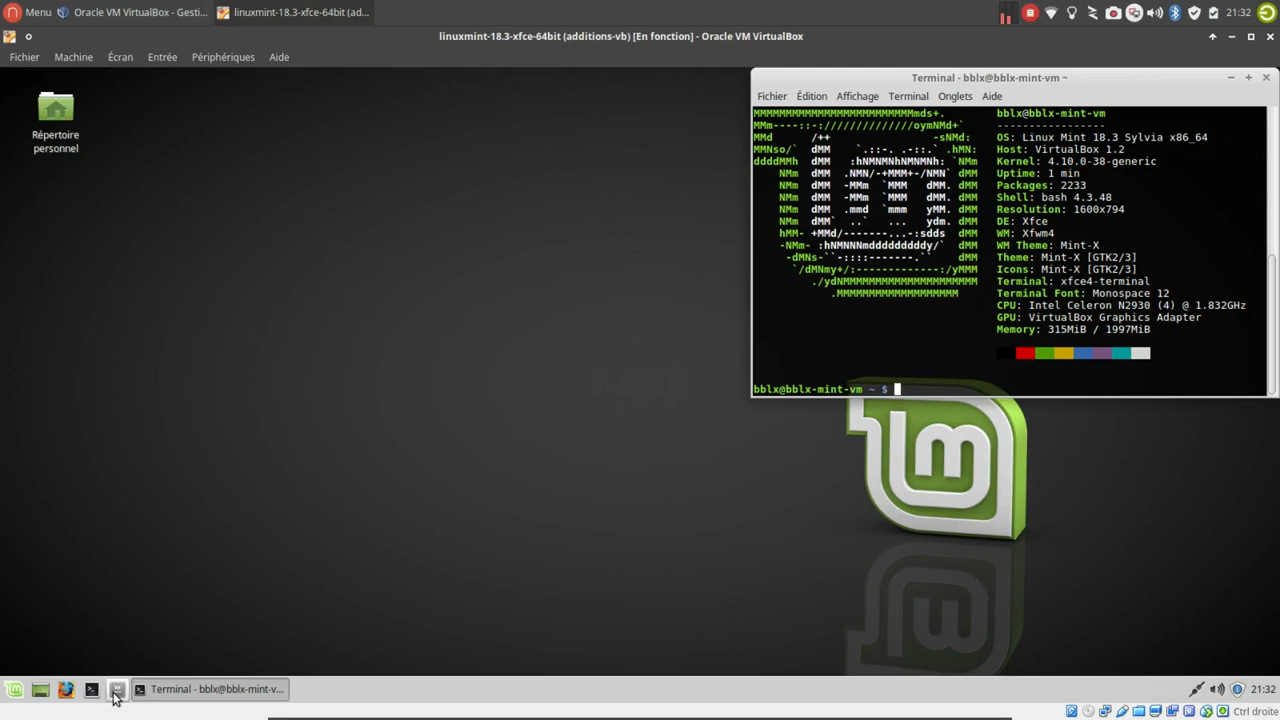 Menu
Oracle VM VirtualBox - Gesti...
linuxmint-18.3-xfce-64bit (ad...
21:32
linuxmint-18.3-xfce-64bit (additions-vb) [En fonction] - Oracle VM VirtualBox
Fichier Machine Écran Entrée Périphériques Aide
Répertoire
personnel
Terminal - bblx@bblx-mint-vm ~
Fichier Édition Affichage Terminal Onglets Aide
bblx@bblx-mint-vm
----------------
OS: Linux Mint 18.3 Sylvia x86_64
Host: VirtualBox 1.2
Kernel: 4.10.0-38-generic
Uptime: 1 min
Packages: 2233
Shell: bash 4.3.48
Resolution: 1600x794
DE: Xfce
WM: Xfwm4
WM Theme: Mint-X
Theme: Mint-X [GTK2/3]
Icons: Mint-X [GTK2/3]
Terminal: xfce4-terminal
Terminal Font: Monospace 12
CPU: Intel Celeron N2930 (4) @ 1.832GHz
GPU: VirtualBox Graphics Adapter
Memory: 315MiB / 1997MiB
bblx@bblx-mint-vm ~ $
lm
Terminal - bblx@bblx-mint-v...
21:32
Ctrl droite